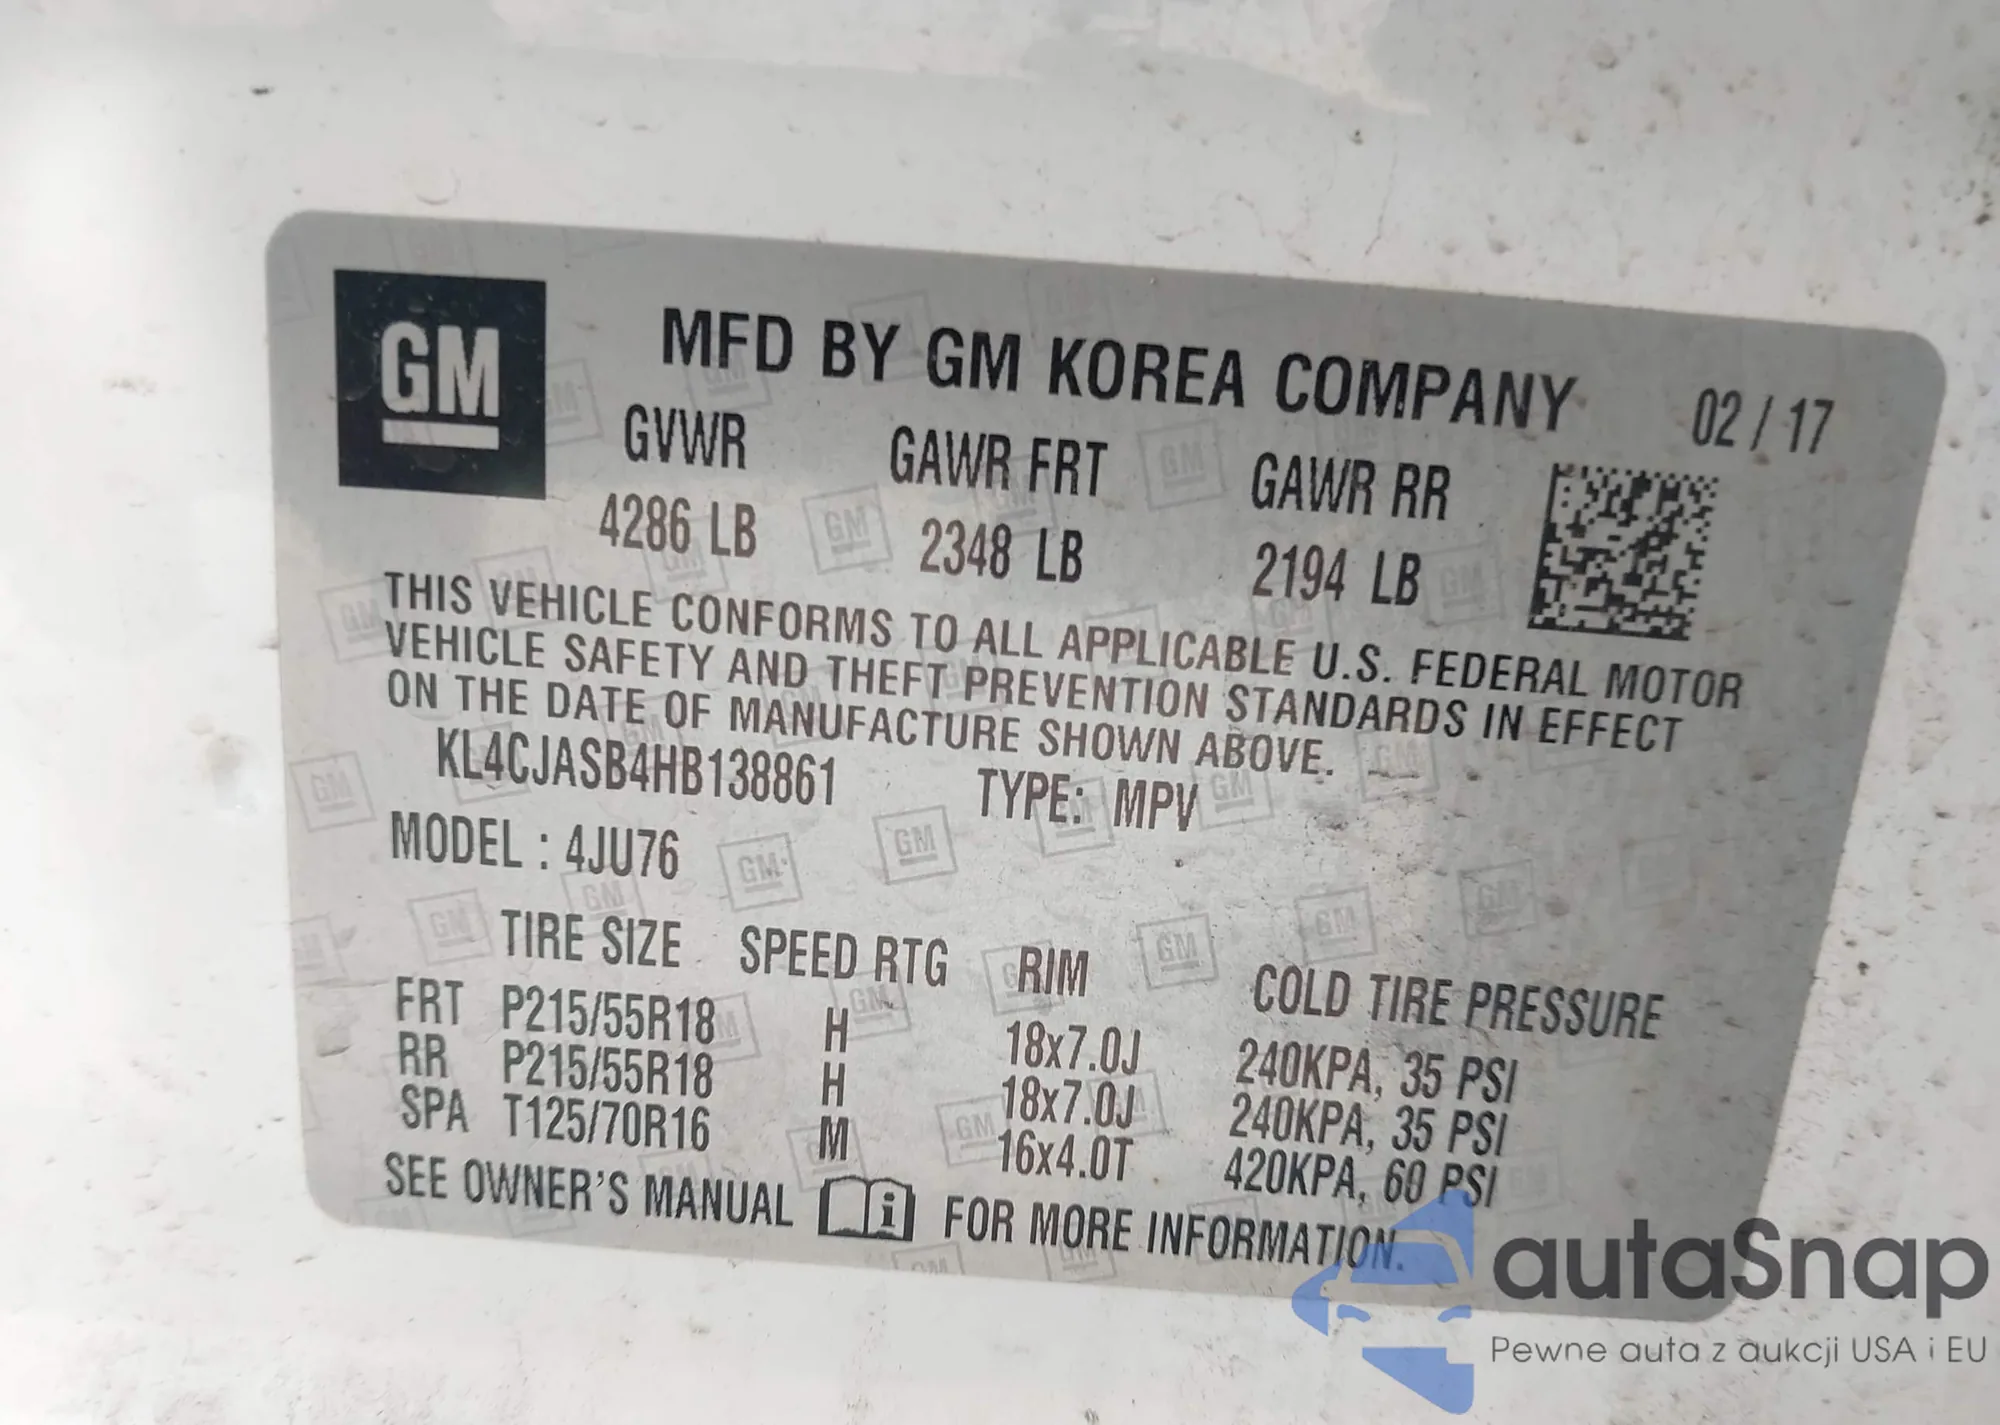 GM
MFD BY GM KOREA COMPANY 02 / 17
GVWR GAWR FRT GAWR RR
4286 LB 2348 LB 2194 LB
THIS VEHICLE CONFORMS TO ALL APPLICABLE U.S. FEDERAL MOTOR
VEHICLE SAFETY AND THEFT PREVENTION STANDARDS IN EFFECT
ON THE DATE OF MANUFACTURE SHOWN ABOVE.
KL4CJASB4HB138861 TYPE: MPV
MODEL : 4JU76
TIRE SIZE SPEED RTG RIM COLD TIRE PRESSURE
FRT P215/55R18 H 18x7.0J 240KPA, 35 PSI
RR P215/55R18 H 18x7.0J 240KPA, 35 PSI
SPA T125/70R16 M 16x4.0T 420KPA, 60 PSI
SEE OWNER'S MANUAL i FOR MORE INFORMATION.
autaSnap
Pewne auta z aukcji USA i EU